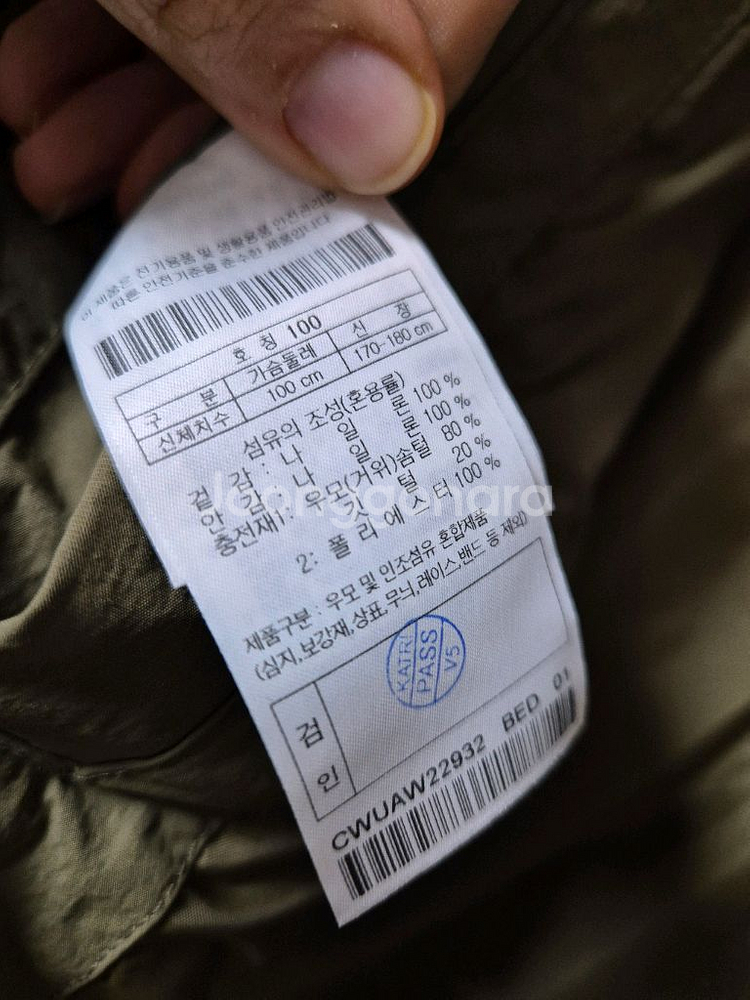 이 제품은 전기용품 및 생활용품 안전관리법
따른 안전기준을 준수한 제품입니다
호 칭 100
구 분 가슴둘레 신 장
신체치수 100 cm 170-180 cm
섬유의 조성(혼용률)
겉 감 : 나 일 론 100 %
안 감 : 나 일 론 100 %
충전재1: 우모(거위)솜털 80 %
털 20 %
2: 폴 리 에 터 100 %
제품구분 : 우모 및 인조섬유 혼합제품
(심지,보강재,상표,무늬,레이스,밴드 등 제외)
검 인
KATRI
PASS
V5
CWUAW22932 BED 01
Joonggonara